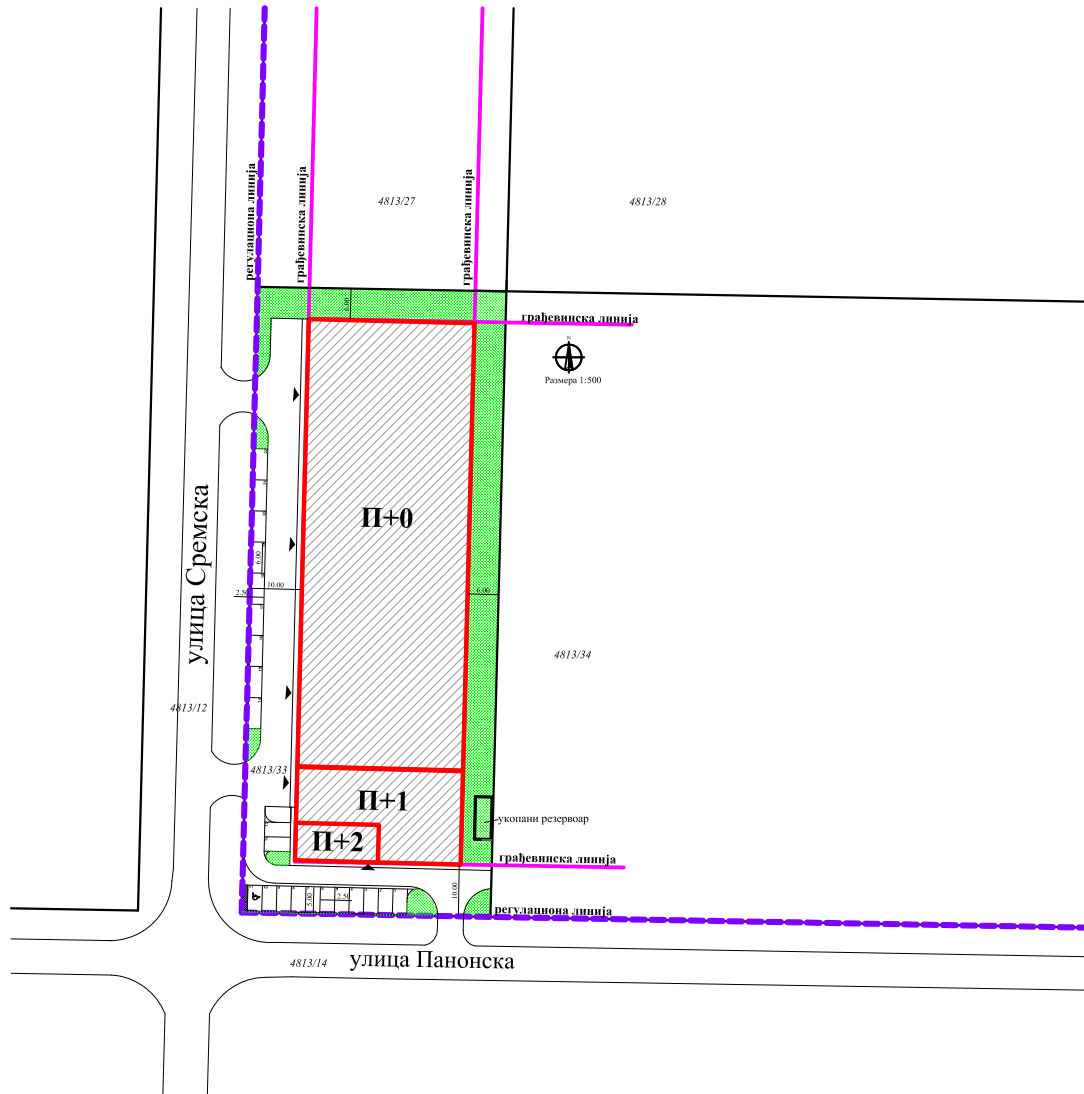 регулациона линија
грађевинска линија
грађевинска линија
4813/27
4813/28
6.00
грађевинска линија
N
Размера 1:500
П+0
улица Сремска
6.00
10.00
2.50
6.00
4813/34
4813/12
4813/33
П+1
укопани резервоар
П+2
грађевинска линија
5.00
2.50
10.00
регулациона линија
4813/14
улица Панонска